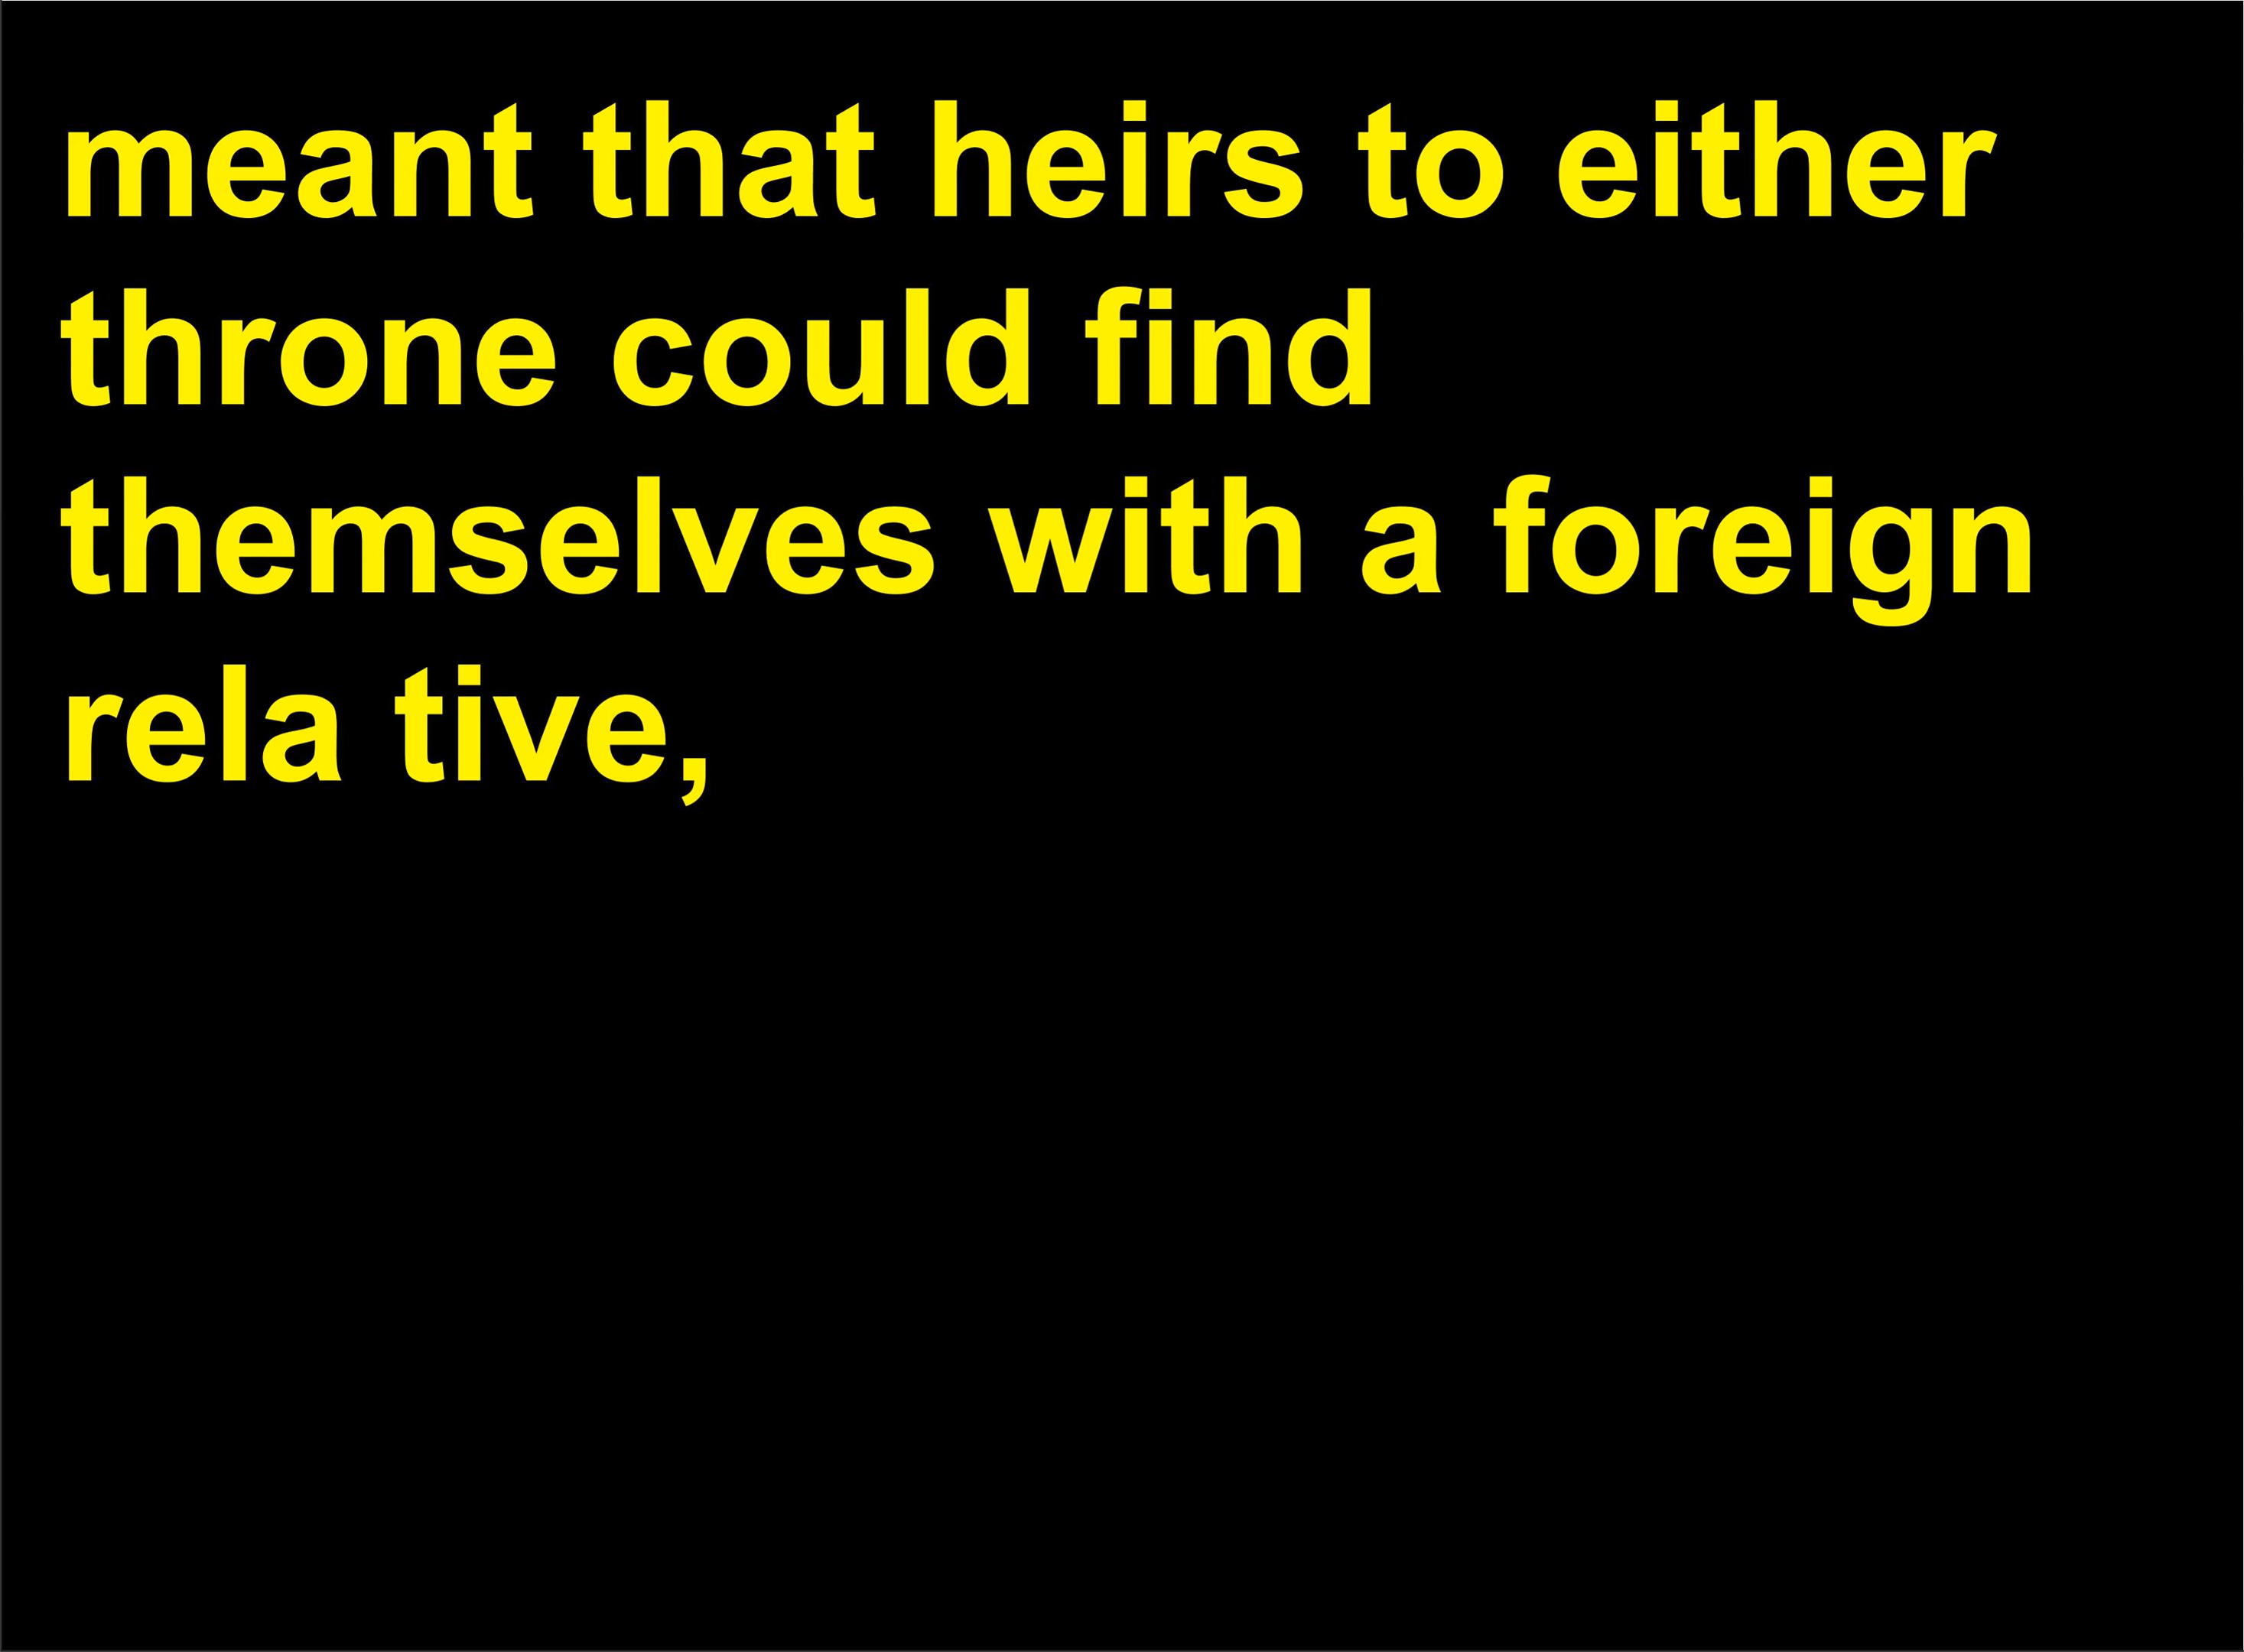 meant that heirs to either
throne could find
themselves with a foreign
rela tive,